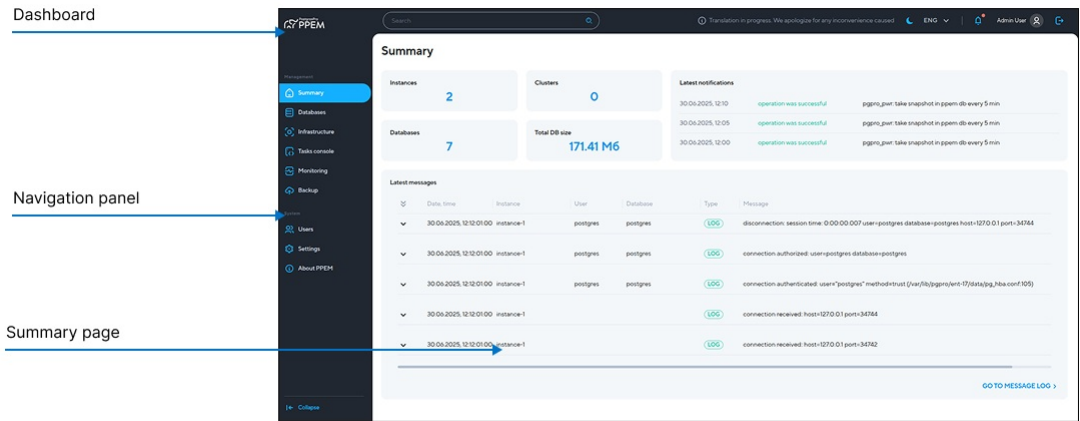 Dashboard
Navigation panel
Summary page
PPEM
Search
Translation in progress. We apologize for any inconvenience caused
ENG
Admin User
Management
Summary
Databases
Infrastructure
Tasks console
Monitoring
Backup
System
Users
Settings
About PPEM
Collapse
Summary
Instances
2
Clusters
0
Databases
7
Total DB size
171.41 M6
Latest notifications
30.06.2025, 12:10 operation was successful pgpro_pwr: take snapshot in ppem db every 5 min
30.06.2025, 12:05 operation was successful pgpro_pwr: take snapshot in ppem db every 5 min
30.06.2025, 12:00 operation was successful pgpro_pwr: take snapshot in ppem db every 5 min
Latest messages
Date, time Instance User Database Type Message
30.06.2025, 12:12:01:00 instance-1 postgres postgres LOG disconnection: session time: 0:00:00.007 user=postgres database=postgres host=127.0.0.1 port=34744
30.06.2025, 12:12:01:00 instance-1 postgres postgres LOG connection authorized: user=postgres database=postgres
30.06.2025, 12:12:01:00 instance-1 postgres postgres LOG connection authenticated: user="postgres" method=trust (/var/lib/pgpro/ent-17/data/pg_hba.conf:105)
30.06.2025, 12:12:01:00 instance-1 LOG connection received: host=127.0.0.1 port=34744
30.06.2025, 12:12:01:00 instance-1 LOG connection received: host=127.0.0.1 port=34742
GO TO MESSAGE LOG